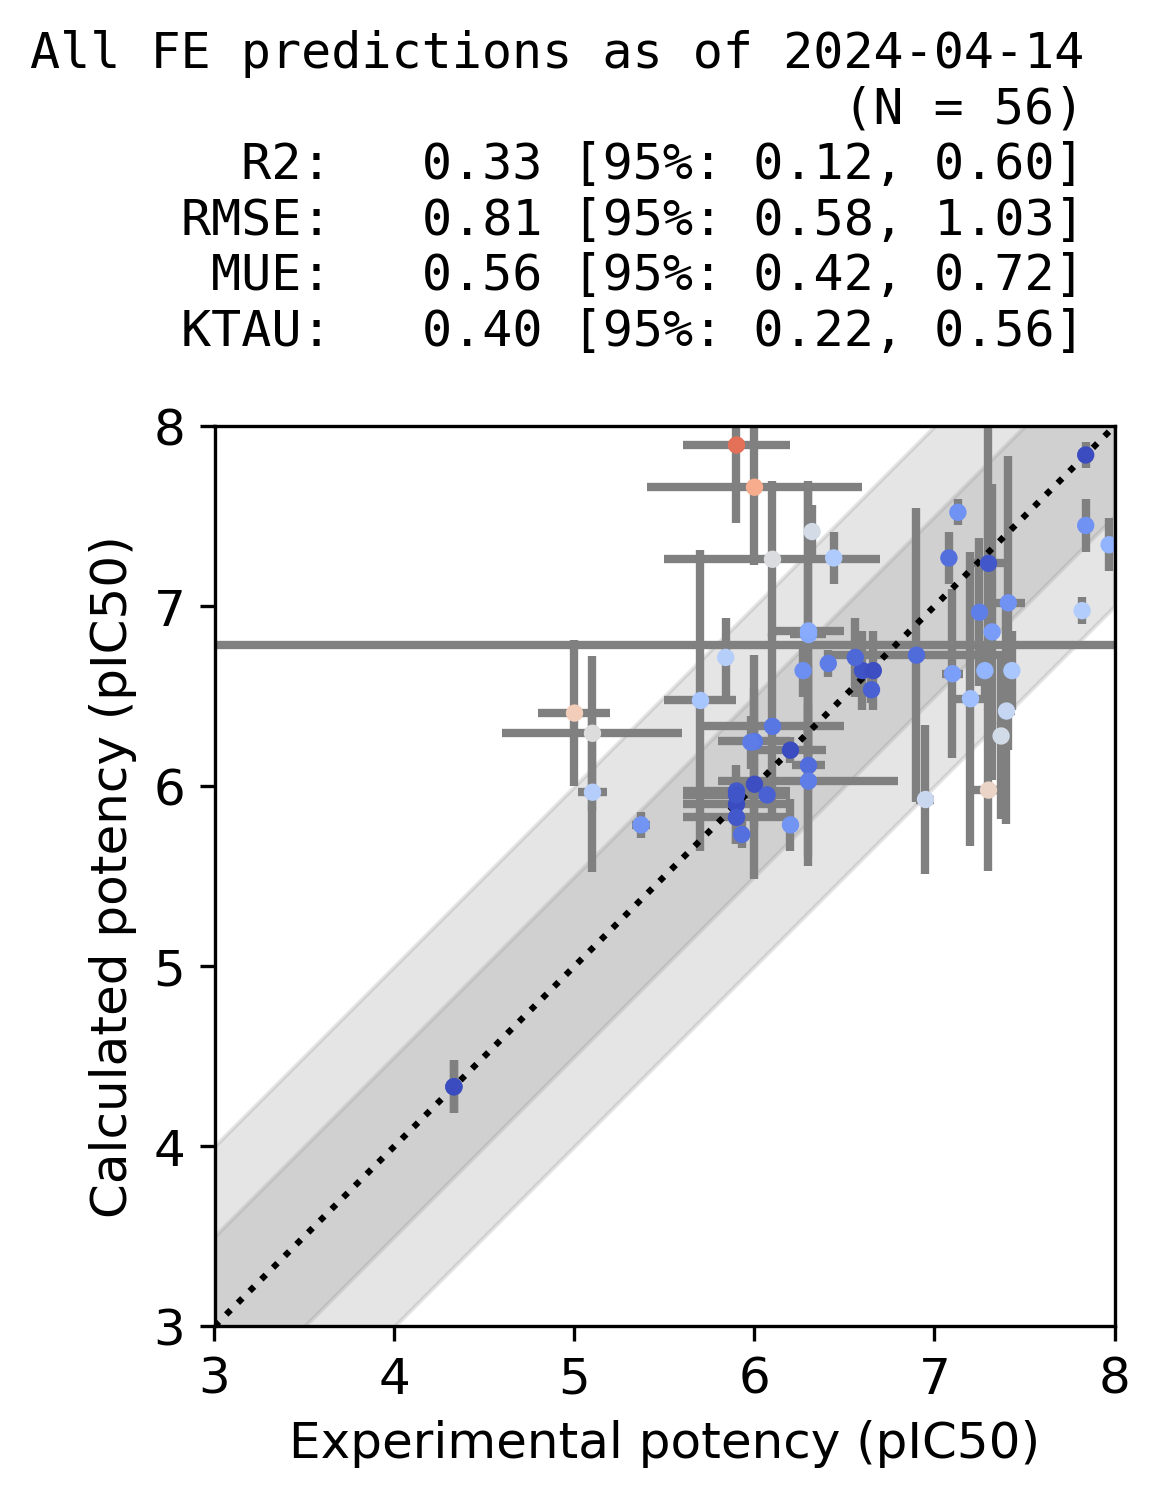 All FE predictions as of 2024-04-14
(N = 56)
R2: 0.33 [95%: 0.12, 0.60]
RMSE: 0.81 [95%: 0.58, 1.03]
MUE: 0.56 [95%: 0.42, 0.72]
KTAU: 0.40 [95%: 0.22, 0.56]
8
7
6
5
4
3
Calculated potency (pIC50)
3 4 5 6 7 8
Experimental potency (pIC50)